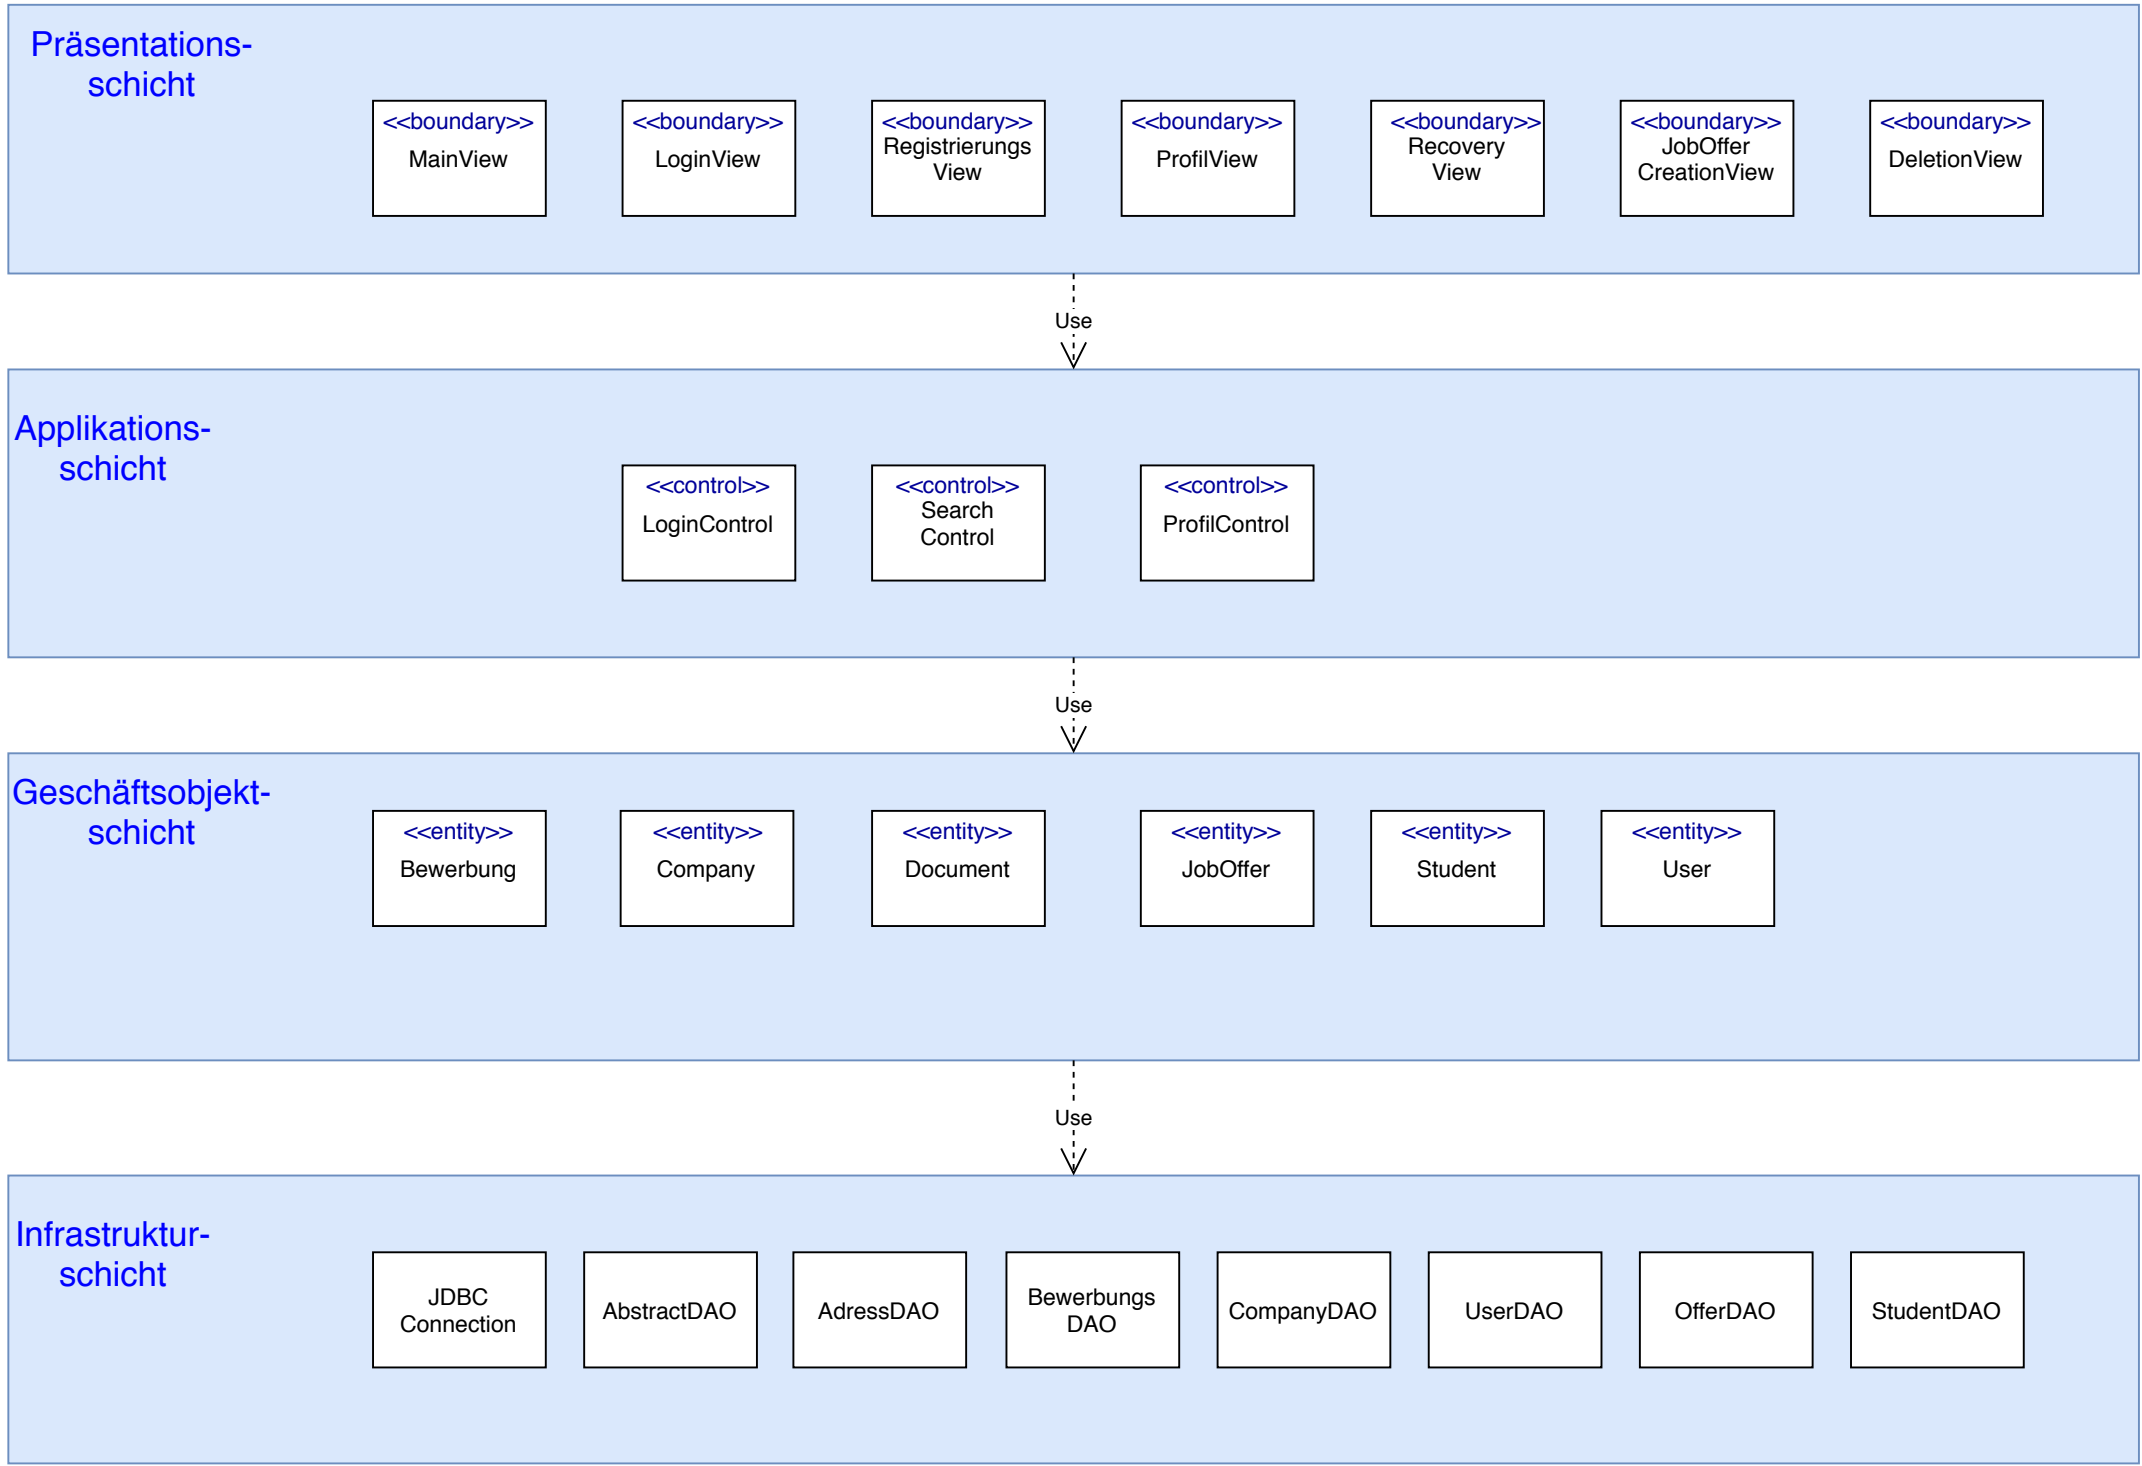 Präsentations-
schicht
<<boundary>>
MainView
<<boundary>>
LoginView
<<boundary>>
Registrierungs
View
<<boundary>>
ProfilView
<<boundary>>
Recovery
View
<<boundary>>
JobOffer
CreationView
<<boundary>>
DeletionView
Use
Applikations-
schicht
<<control>>
LoginControl
<<control>>
Search
Control
<<control>>
ProfilControl
Use
Geschäftsobjekt-
schicht
<<entity>>
Bewerbung
<<entity>>
Company
<<entity>>
Document
<<entity>>
JobOffer
<<entity>>
Student
<<entity>>
User
Use
Infrastruktur-
schicht
JDBC
Connection
AbstractDAO
AdressDAO
Bewerbungs
DAO
CompanyDAO
UserDAO
OfferDAO
StudentDAO